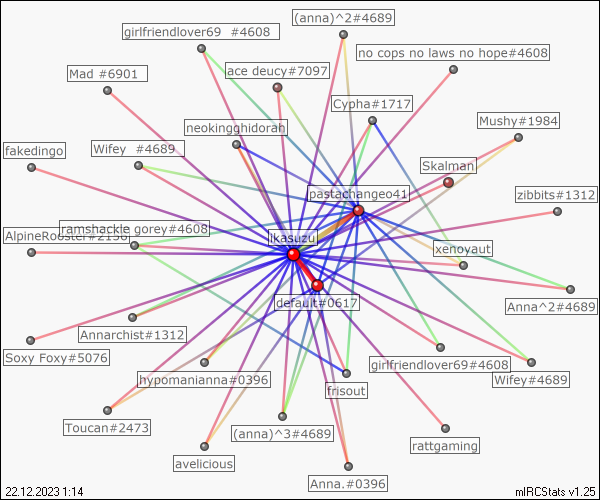 (anna)^2#4689
girlfriendlover69 #4608
no cops no laws no hope#4608
Mad #6901
ace deucy#7097
Cypha#1717
Mushy#1984
neokingghidorah
fakedingo
Wifey #4689
Skalman
pastachangeo41
zibbits#1312
ramshackle gorey#4608
AlpineRooster#2150
ikasuzu
xenoyaut
default#0617
Anna^2#4689
Annarchist#1312
Soxy Foxy#5076
girlfriendlover69#4608
hypomanianna#0396
Wifey#4689
frisout
Toucan#2473
(anna)^3#4689
rattgaming
avelicious
Anna.#0396
22.12.2023 1:14
mIRCStats v1.25